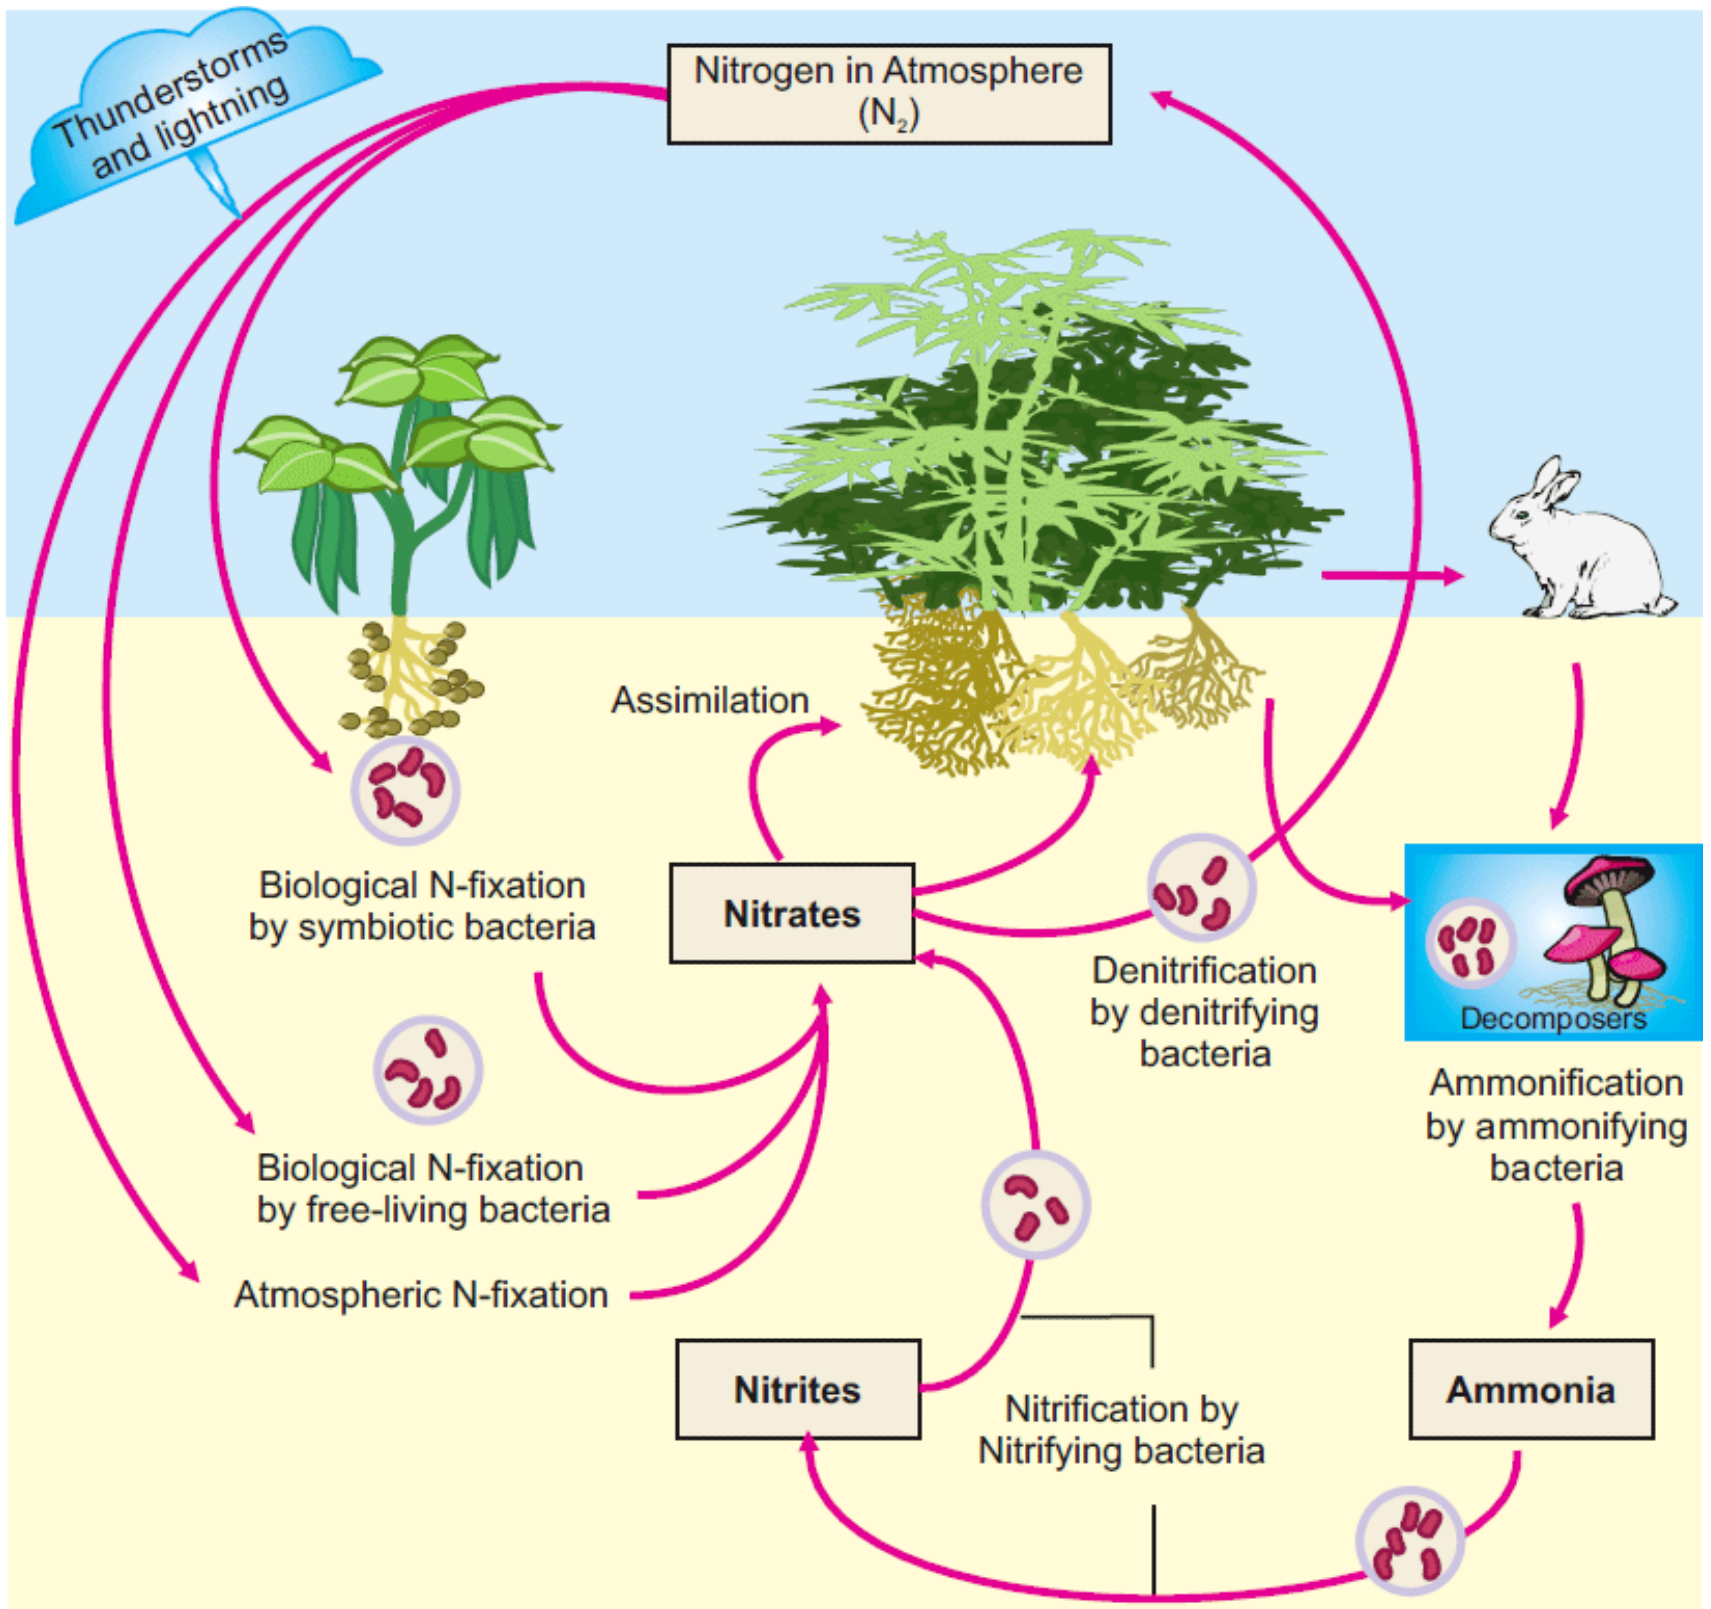 Thunderstorms
and lightning
Nitrogen in Atmosphere
(N₂)
Assimilation
Biological N-fixation
by symbiotic bacteria
Nitrates
Denitrification
by denitrifying
bacteria
Decomposers
Ammonification
by ammonifying
bacteria
Biological N-fixation
by free-living bacteria
Atmospheric N-fixation
Nitrites
Nitrification by
Nitrifying bacteria
Ammonia